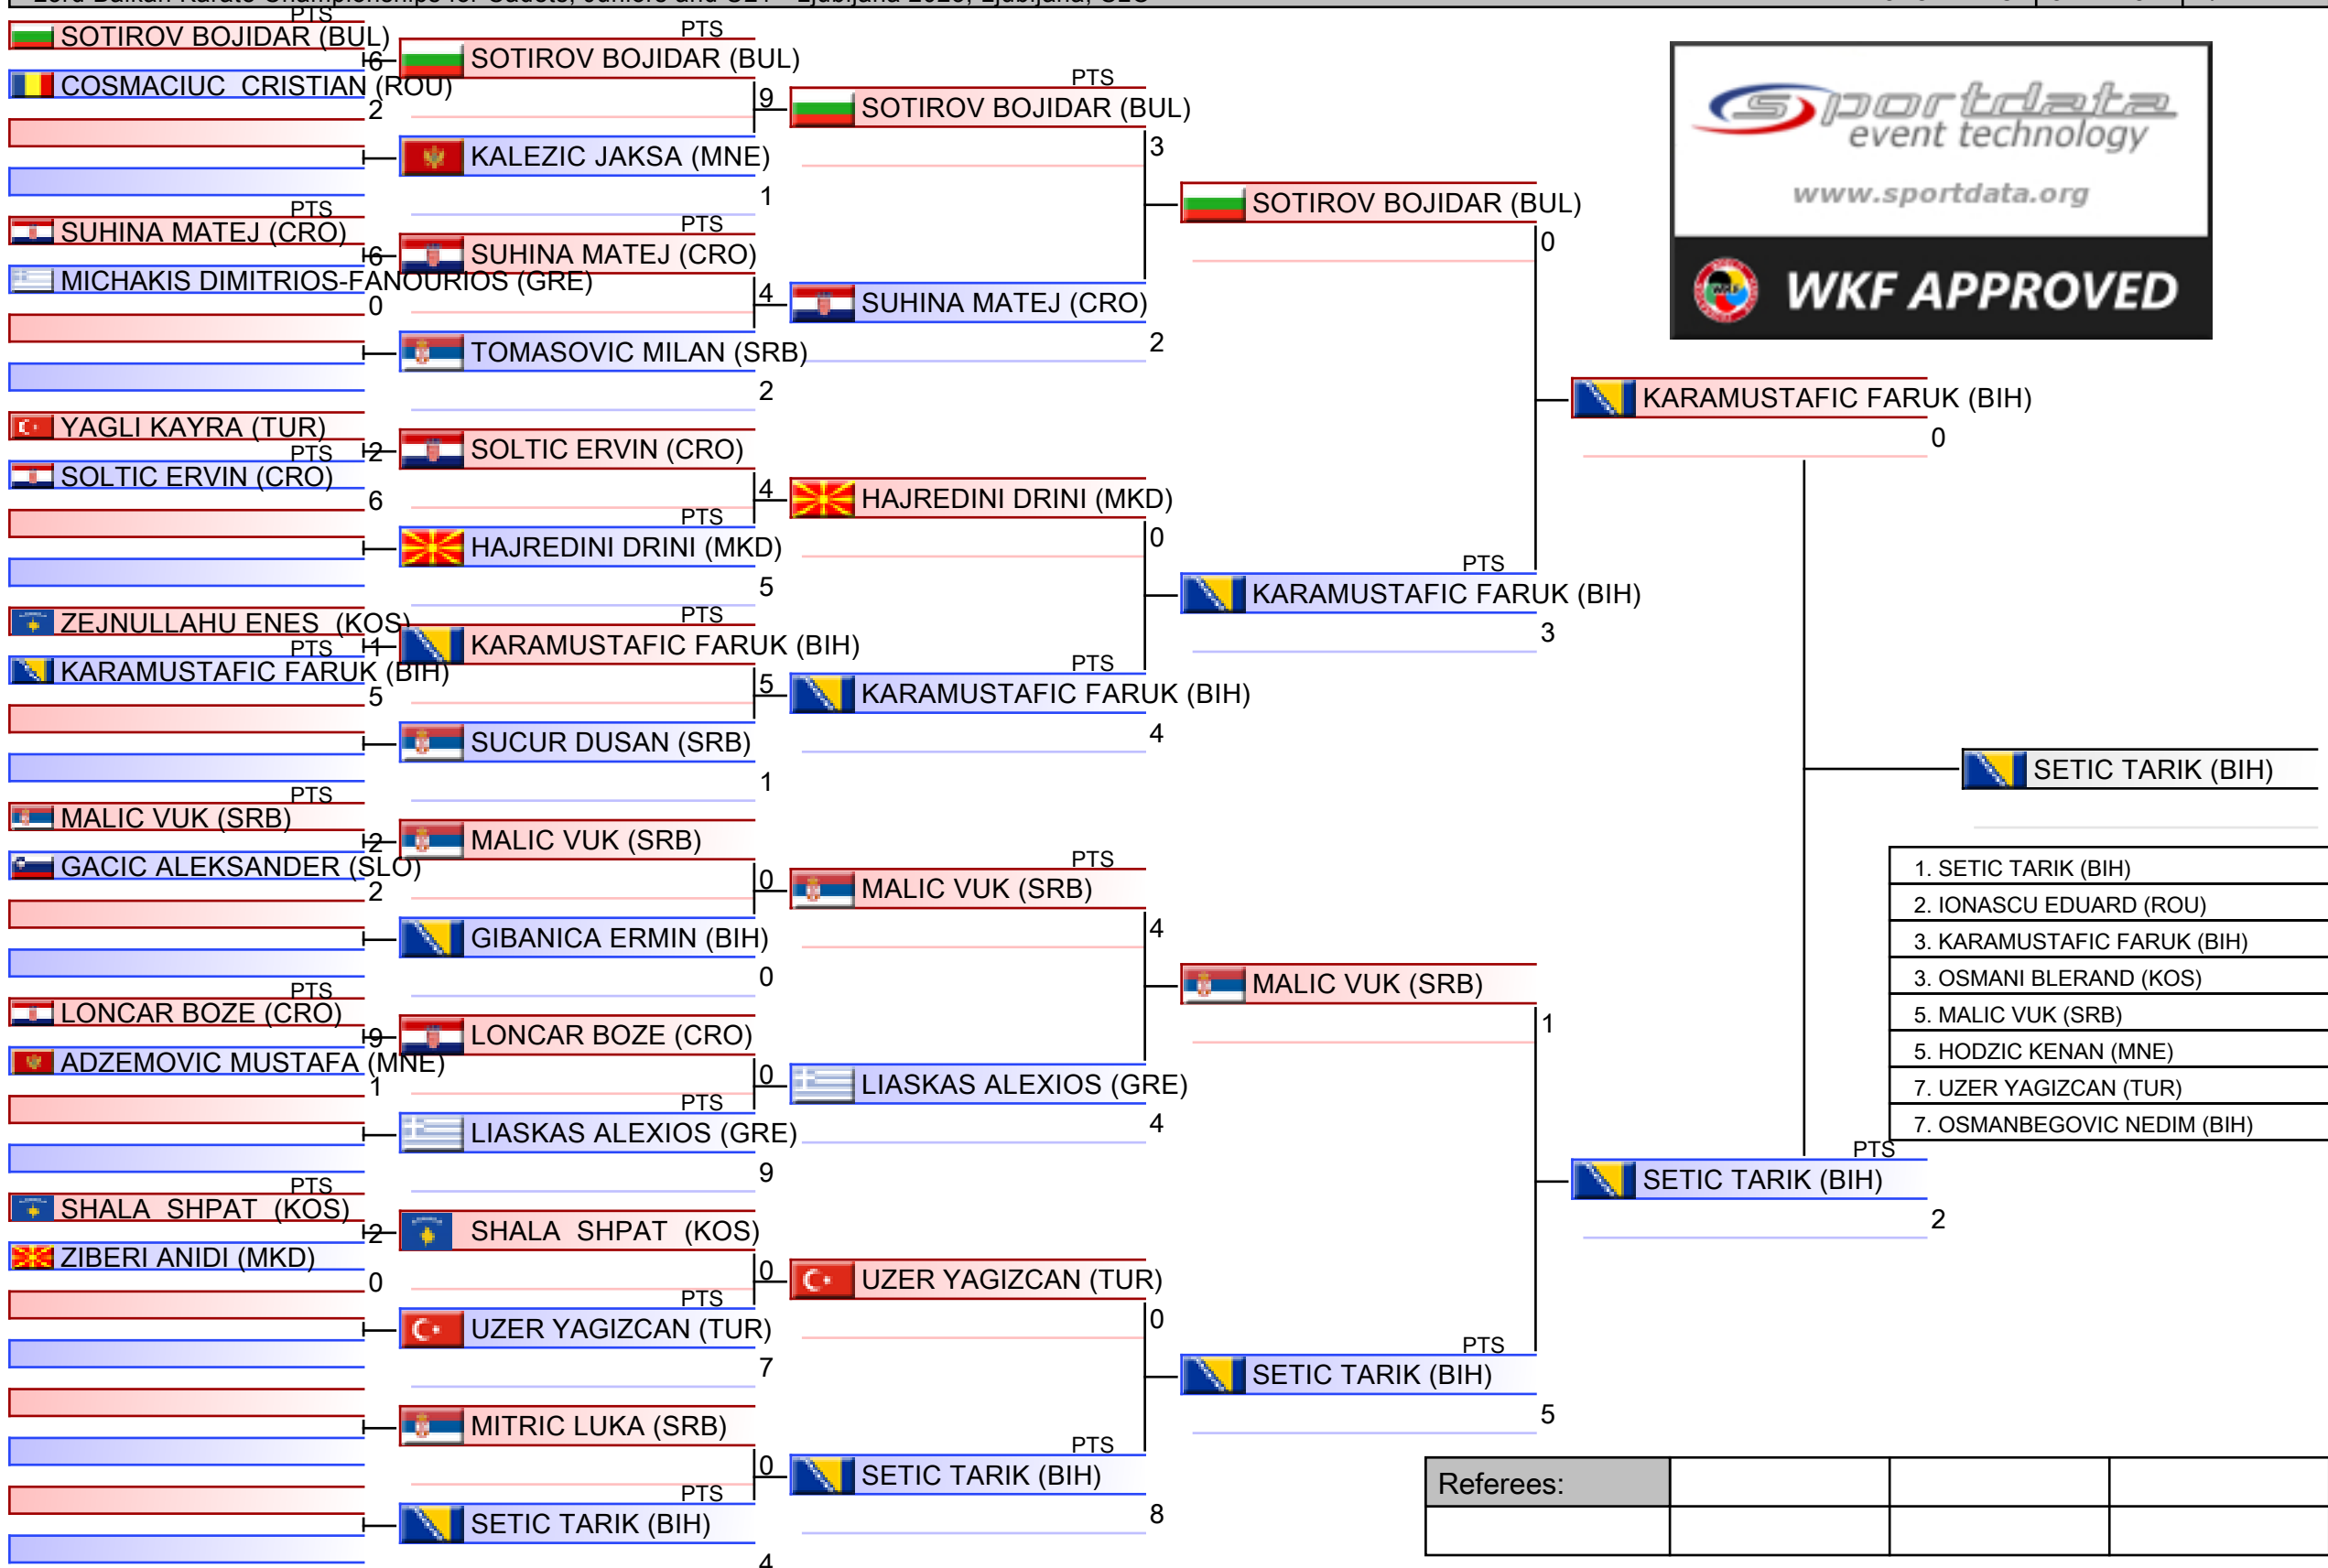 PTS
SOTIROV BOJIDAR (BUL)
6
COSMACIUC CRISTIAN (ROU)
2
PTS
SUHINA MATEJ (CRO)
6
MICHAKIS DIMITRIOS-FANOURIOS (GRE)
0
YAGLI KAYRA (TUR)
2
PTS
SOLTIC ERVIN (CRO)
6
ZEJNULLAHU ENES (KOS)
1
PTS
KARAMUSTAFIC FARUK (BIH)
5
PTS
MALIC VUK (SRB)
2
GACIC ALEKSANDER (SLO)
2
PTS
LONCAR BOZE (CRO)
9
ADZEMOVIC MUSTAFA (MNE)
1
PTS
SHALA SHPAT (KOS)
2
ZIBERI ANIDI (MKD)
0
PTS
SOTIROV BOJIDAR (BUL)
9
KALEZIC JAKSA (MNE)
1
PTS
SUHINA MATEJ (CRO)
4
TOMASOVIC MILAN (SRB)
2
SOLTIC ERVIN (CRO)
4
PTS
HAJREDINI DRINI (MKD)
5
PTS
KARAMUSTAFIC FARUK (BIH)
5
SUCUR DUSAN (SRB)
1
MALIC VUK (SRB)
0
GIBANICA ERMIN (BIH)
0
LONCAR BOZE (CRO)
0
PTS
LIASKAS ALEXIOS (GRE)
9
SHALA SHPAT (KOS)
0
PTS
UZER YAGIZCAN (TUR)
7
MITRIC LUKA (SRB)
0
PTS
SETIC TARIK (BIH)
4
PTS
SOTIROV BOJIDAR (BUL)
3
SUHINA MATEJ (CRO)
2
HAJREDINI DRINI (MKD)
0
PTS
KARAMUSTAFIC FARUK (BIH)
4
PTS
MALIC VUK (SRB)
4
LIASKAS ALEXIOS (GRE)
4
UZER YAGIZCAN (TUR)
0
PTS
SETIC TARIK (BIH)
8
SOTIROV BOJIDAR (BUL)
0
PTS
KARAMUSTAFIC FARUK (BIH)
3
MALIC VUK (SRB)
1
PTS
SETIC TARIK (BIH)
5
sportdata
event technology
www.sportdata.org
WKF APPROVED
KARAMUSTAFIC FARUK (BIH)
0
PTS
SETIC TARIK (BIH)
2
SETIC TARIK (BIH)
1. SETIC TARIK (BIH)
2. IONASCU EDUARD (ROU)
3. KARAMUSTAFIC FARUK (BIH)
3. OSMANI BLERAND (KOS)
5. MALIC VUK (SRB)
5. HODZIC KENAN (MNE)
7. UZER YAGIZCAN (TUR)
7. OSMANBEGOVIC NEDIM (BIH)
Referees: